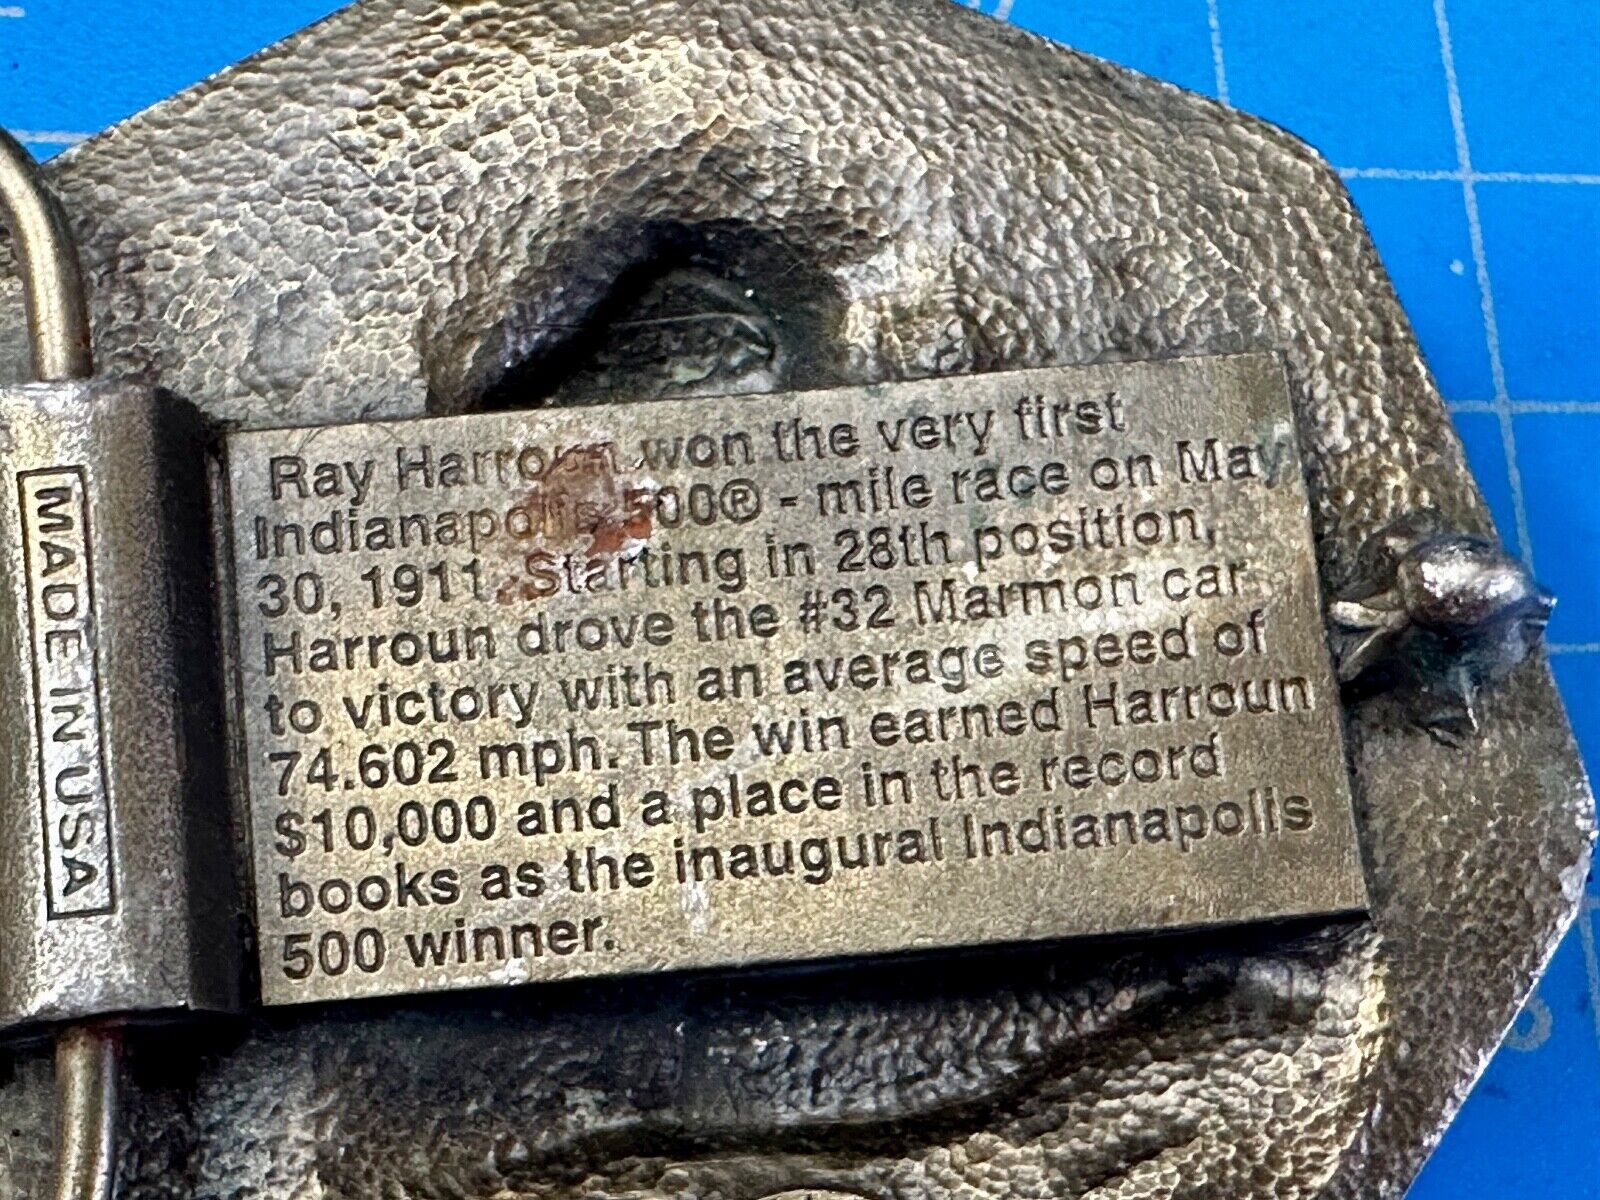 MADE IN USA
Ray Harroun won the very first
Indianapolis 500® - mile race on May
30, 1911. Starting in 28th position,
Harroun drove the #32 Marmon car
to victory with an average speed of
74.602 mph. The win earned Harroun
$10,000 and a place in the record
books as the inaugural Indianapolis
500 winner.